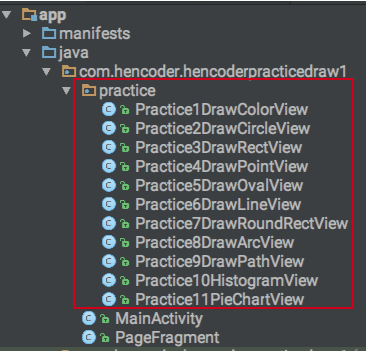 app
manifests
java
com.hencoder.hencoderpracticedraw1
practice
Practice1DrawColorView
Practice2DrawCircleView
Practice3DrawRectView
Practice4DrawPointView
Practice5DrawOvalView
Practice6DrawLineView
Practice7DrawRoundRectView
Practice8DrawArcView
Practice9DrawPathView
Practice10HistogramView
Practice11PieChartView
MainActivity
PageFragment